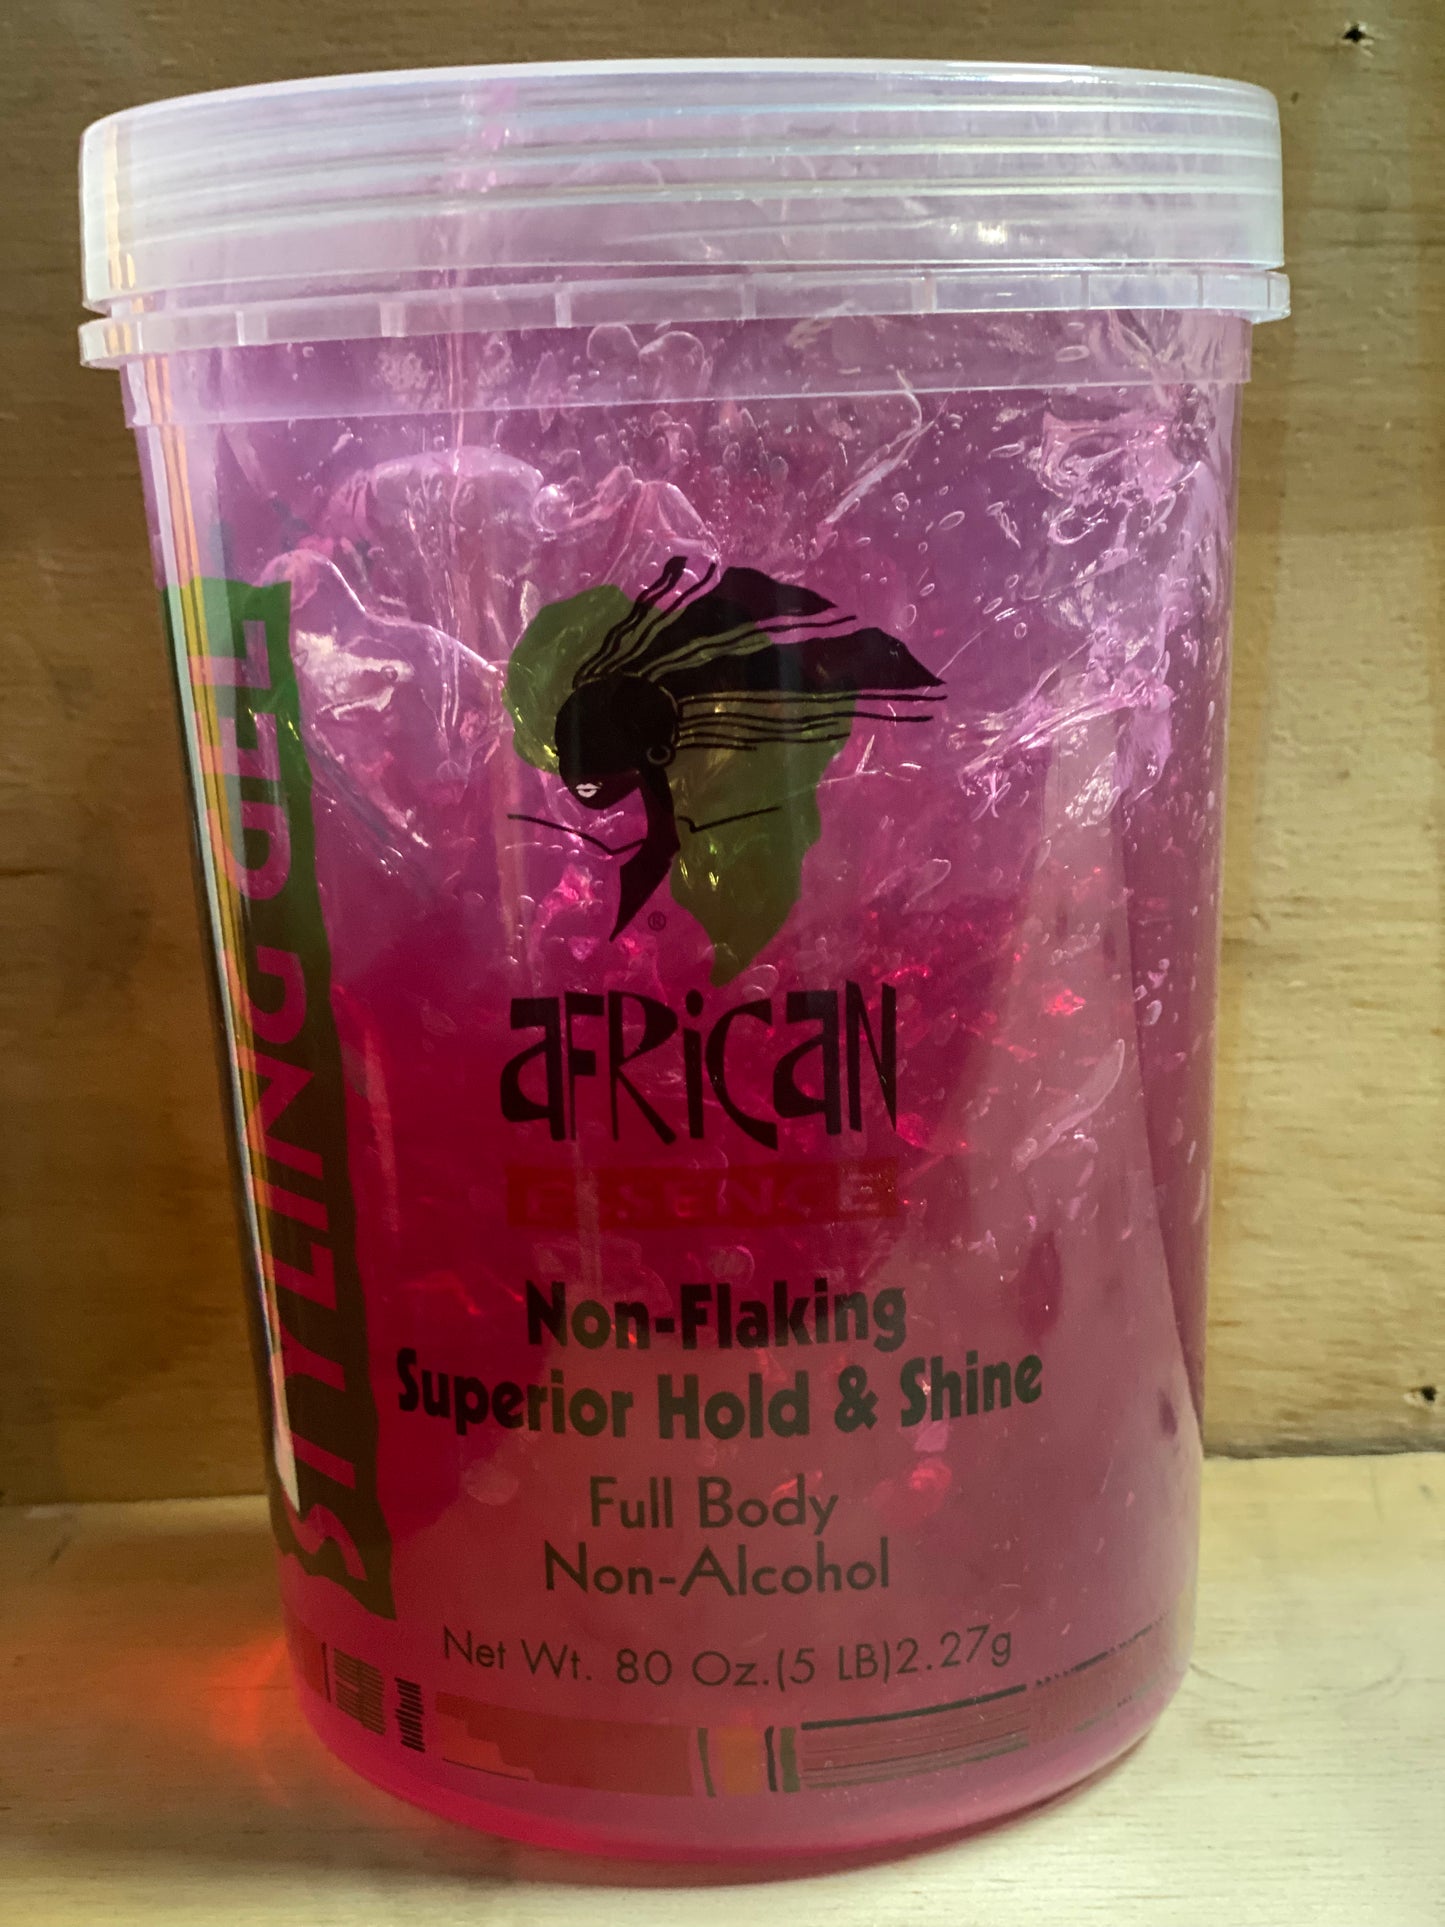 STYLING GEL
®
AFRiCAN
ESSENCE
Non-Flaking
Superior Hold & Shine
Full Body
Non-Alcohol
Net Wt. 80 Oz.(5 LB)2.27g